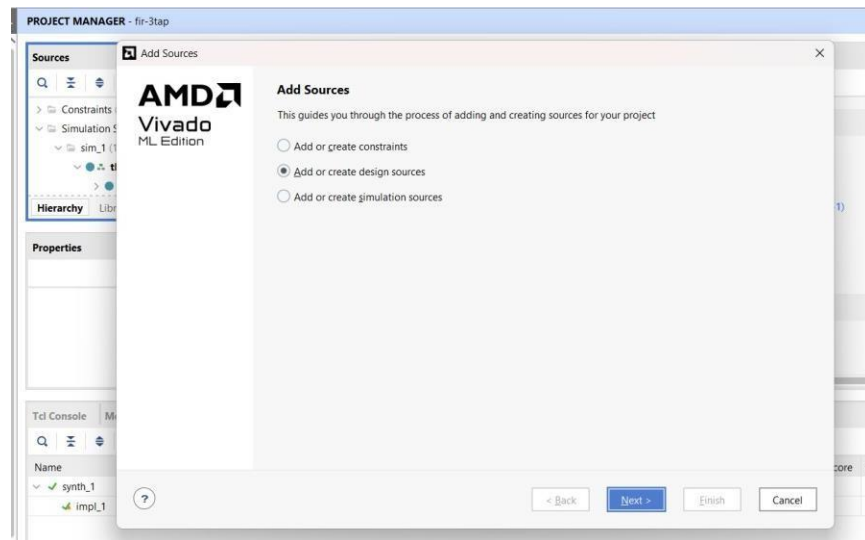 PROJECT MANAGER - fir-3tap
Sources
Add Sources
Constraints
Simulation S
sim_1 (1
Hierarchy Libr
Properties
Tcl Console
Name
synth_1
impl_1
AMD
Vivado
ML Edition
Add Sources
This guides you through the process of adding and creating sources for your project
Add or create constraints
Add or create design sources
Add or create simulation sources
?
< Back Next > Finish Cancel
1)
core